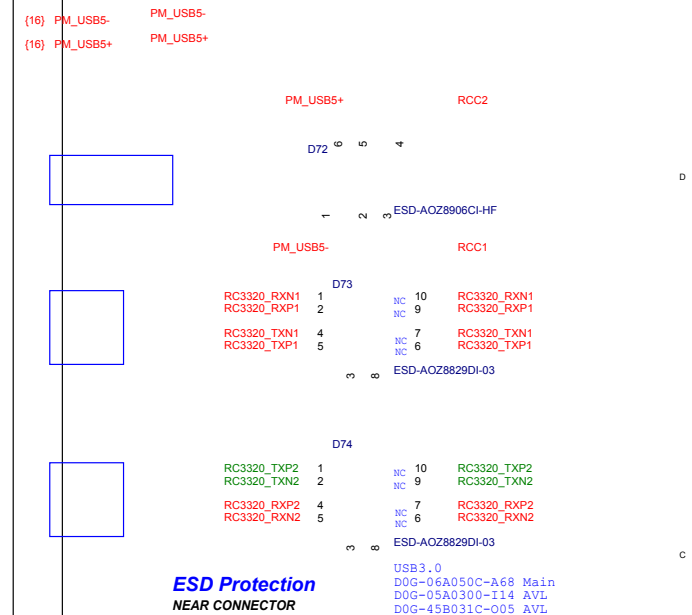 {16} PM_USB5- PM_USB5-
{16} PM_USB5+ PM_USB5+
PM_USB5+ RCC2
D72 6 5 4
D
1 2 3 ESD-AOZ8906CI-HF
PM_USB5- RCC1
D73
RC3320_RXN1 1 NC 10 RC3320_RXN1
RC3320_RXP1 2 NC 9 RC3320_RXP1
RC3320_TXN1 4 NC 7 RC3320_TXN1
RC3320_TXP1 5 NC 6 RC3320_TXP1
3 8 ESD-AOZ8829DI-03
D74
RC3320_TXP2 1 NC 10 RC3320_TXP2
RC3320_TXN2 2 NC 9 RC3320_TXN2
RC3320_RXP2 4 NC 7 RC3320_RXP2
RC3320_RXN2 5 NC 6 RC3320_RXN2
3 8 ESD-AOZ8829DI-03
C
USB3.0
ESD Protection D0G-06A050C-A68 Main
D0G-05A0300-I14 AVL
NEAR CONNECTOR D0G-45B031C-O05 AVL